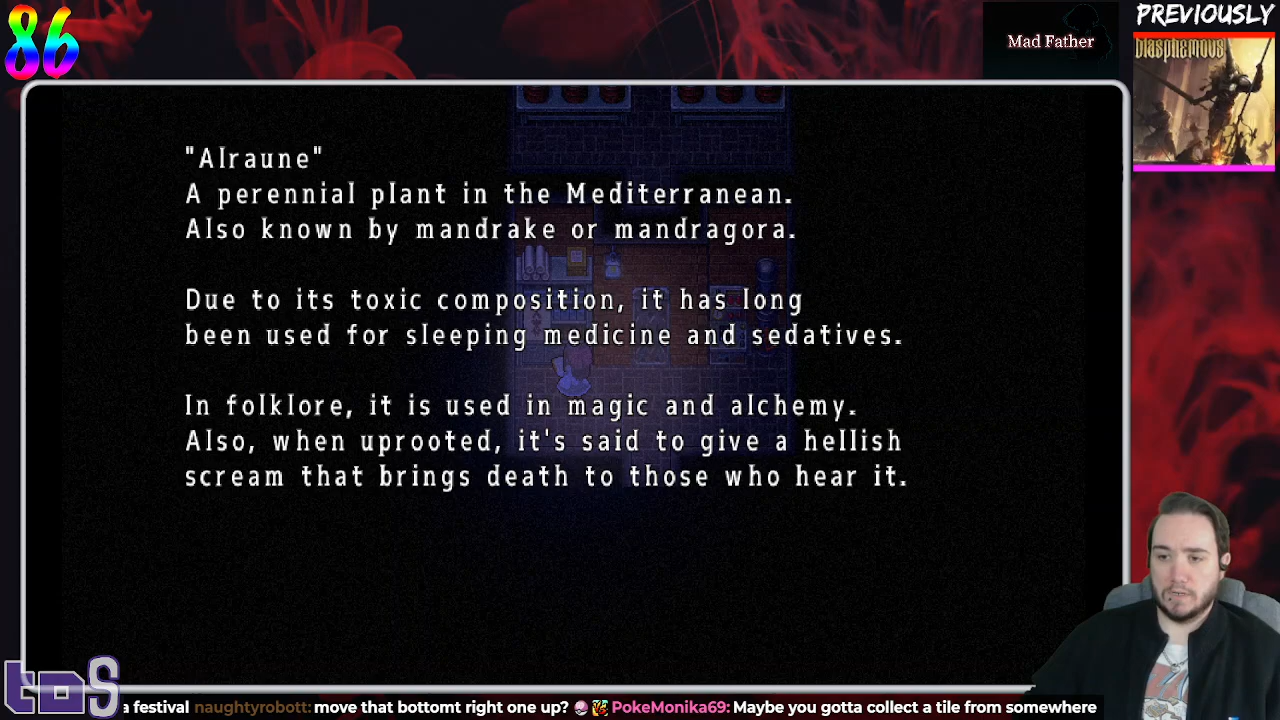 86
Mad Father
PREVIOUSLY
blasphemous
"Alraune"
A perennial plant in the Mediterranean.
Also known by mandrake or mandragora.
Due to its toxic composition, it has long
been used for sleeping medicine and sedatives.
In folklore, it is used in magic and alchemy.
Also, when uprooted, it's said to give a hellish
scream that brings death to those who hear it.
tDS
a festival naughtyrobott: move that bottomt right one up? PokeMonika69: Maybe you gotta collect a tile from somewhere